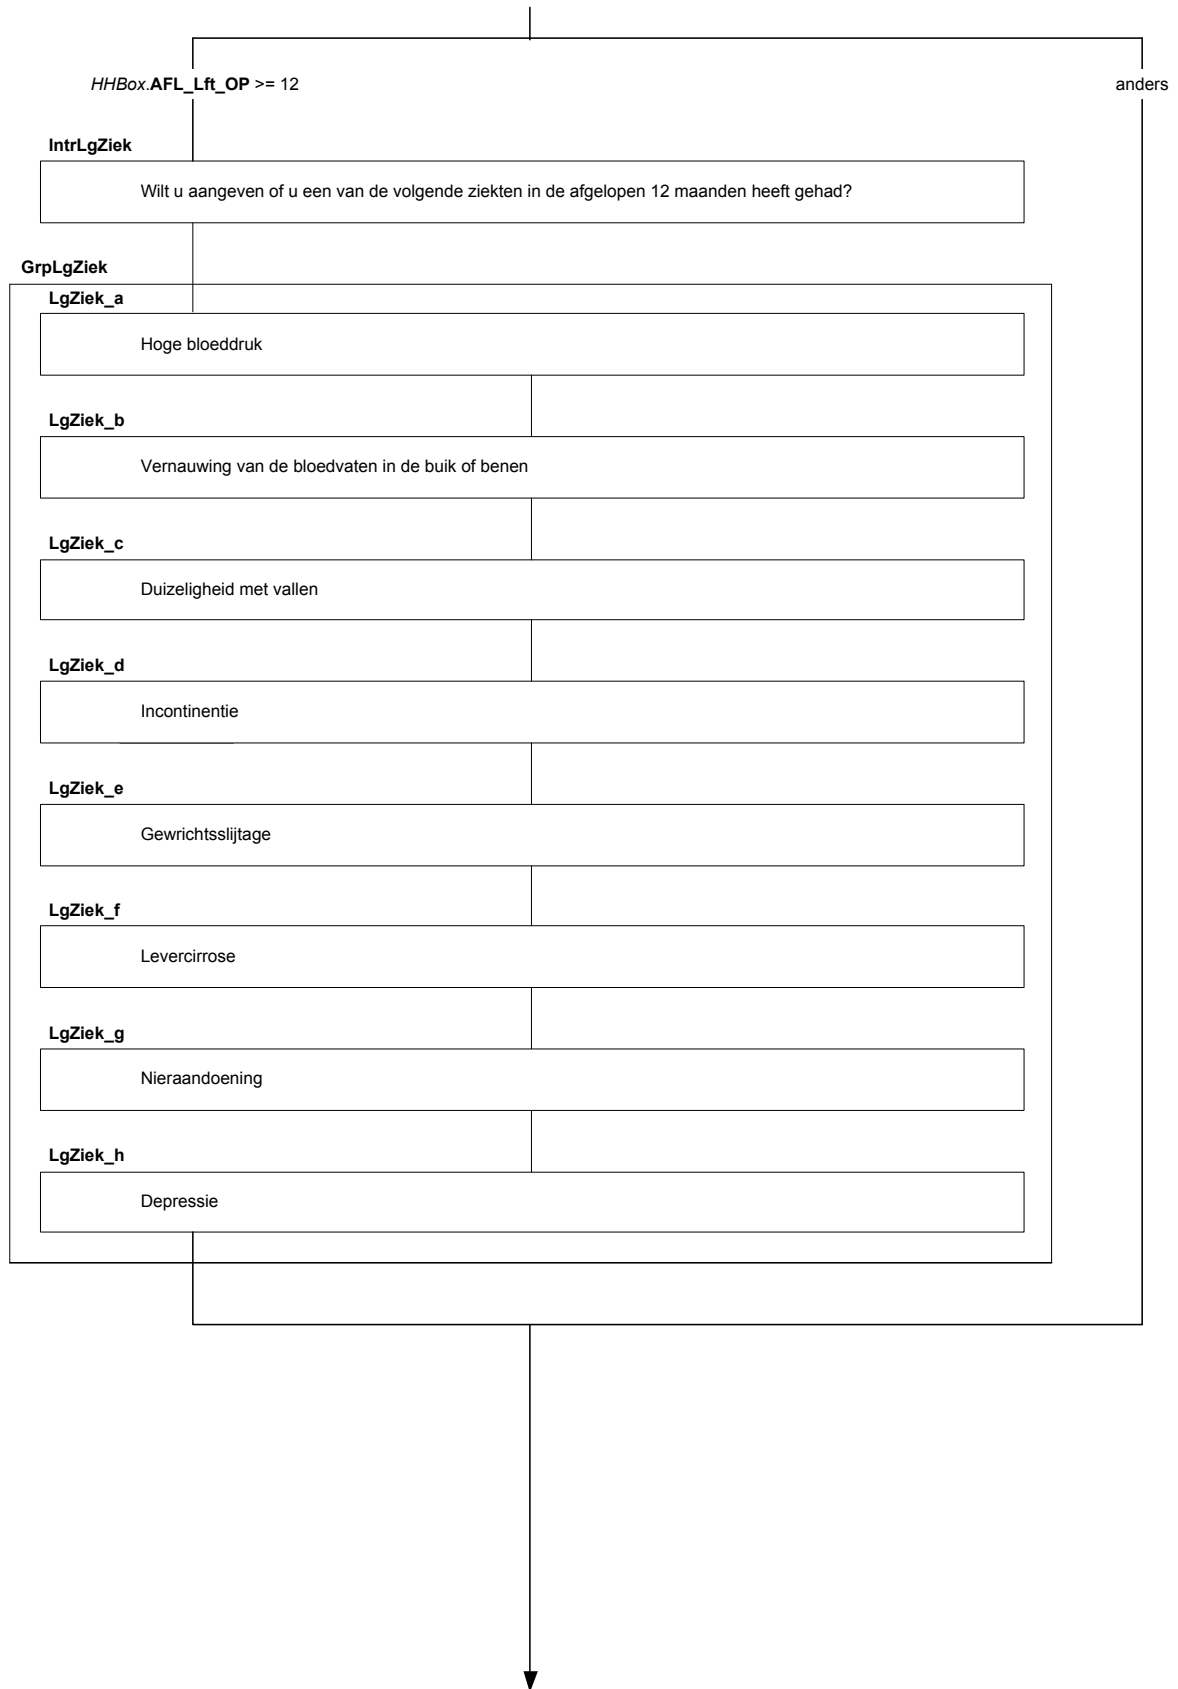 HHBox.AFL_Lft_OP >= 12
anders
IntrLgZiek
Wilt u aangeven of u een van de volgende ziekten in de afgelopen 12 maanden heeft gehad?
GrpLgZiek
LgZiek_a
Hoge bloeddruk
LgZiek_b
Vernauwing van de bloedvaten in de buik of benen
LgZiek_c
Duizeligheid met vallen
LgZiek_d
Incontinentie
LgZiek_e
Gewrichtsslijtage
LgZiek_f
Levercirrose
LgZiek_g
Nieraandoening
LgZiek_h
Depressie